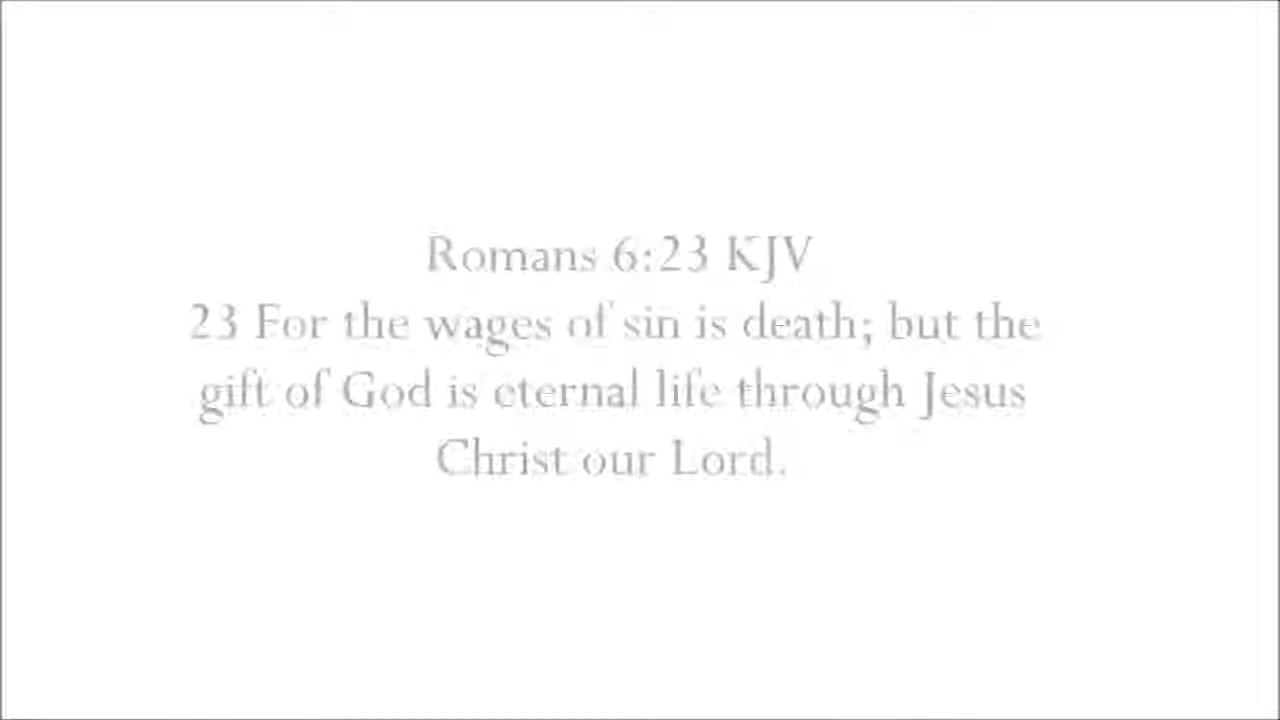 Romans 6:23 KJV
23 For the wages of sin is death; but the
gift of God is eternal life through Jesus
Christ our Lord.